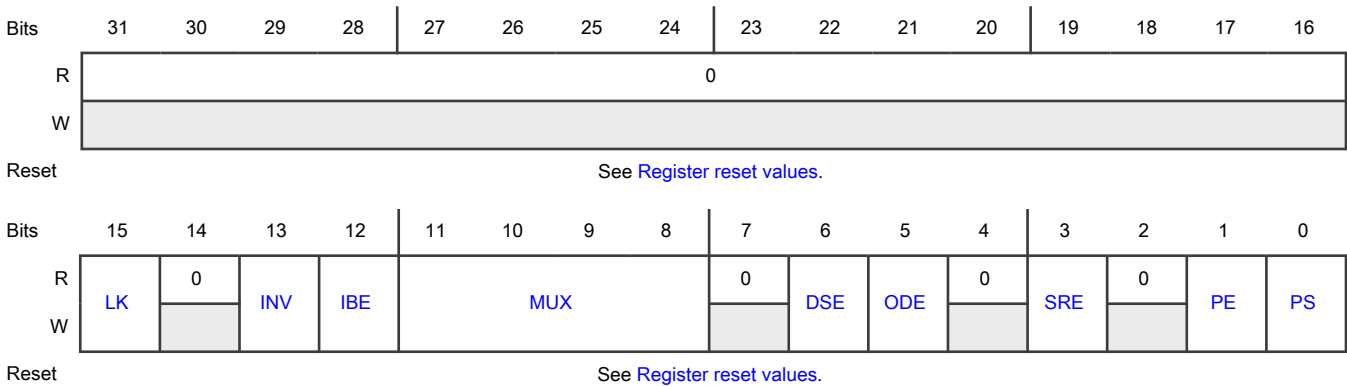 Bits 31 30 29 28 27 26 25 24 23 22 21 20 19 18 17 16
R 0
W
Reset See Register reset values.
Bits 15 14 13 12 11 10 9 8 7 6 5 4 3 2 1 0
R 0 0 0 0
LK INV IBE MUX DSE ODE SRE PE PS
W
Reset See Register reset values.